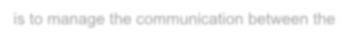 is to manage the communication between the